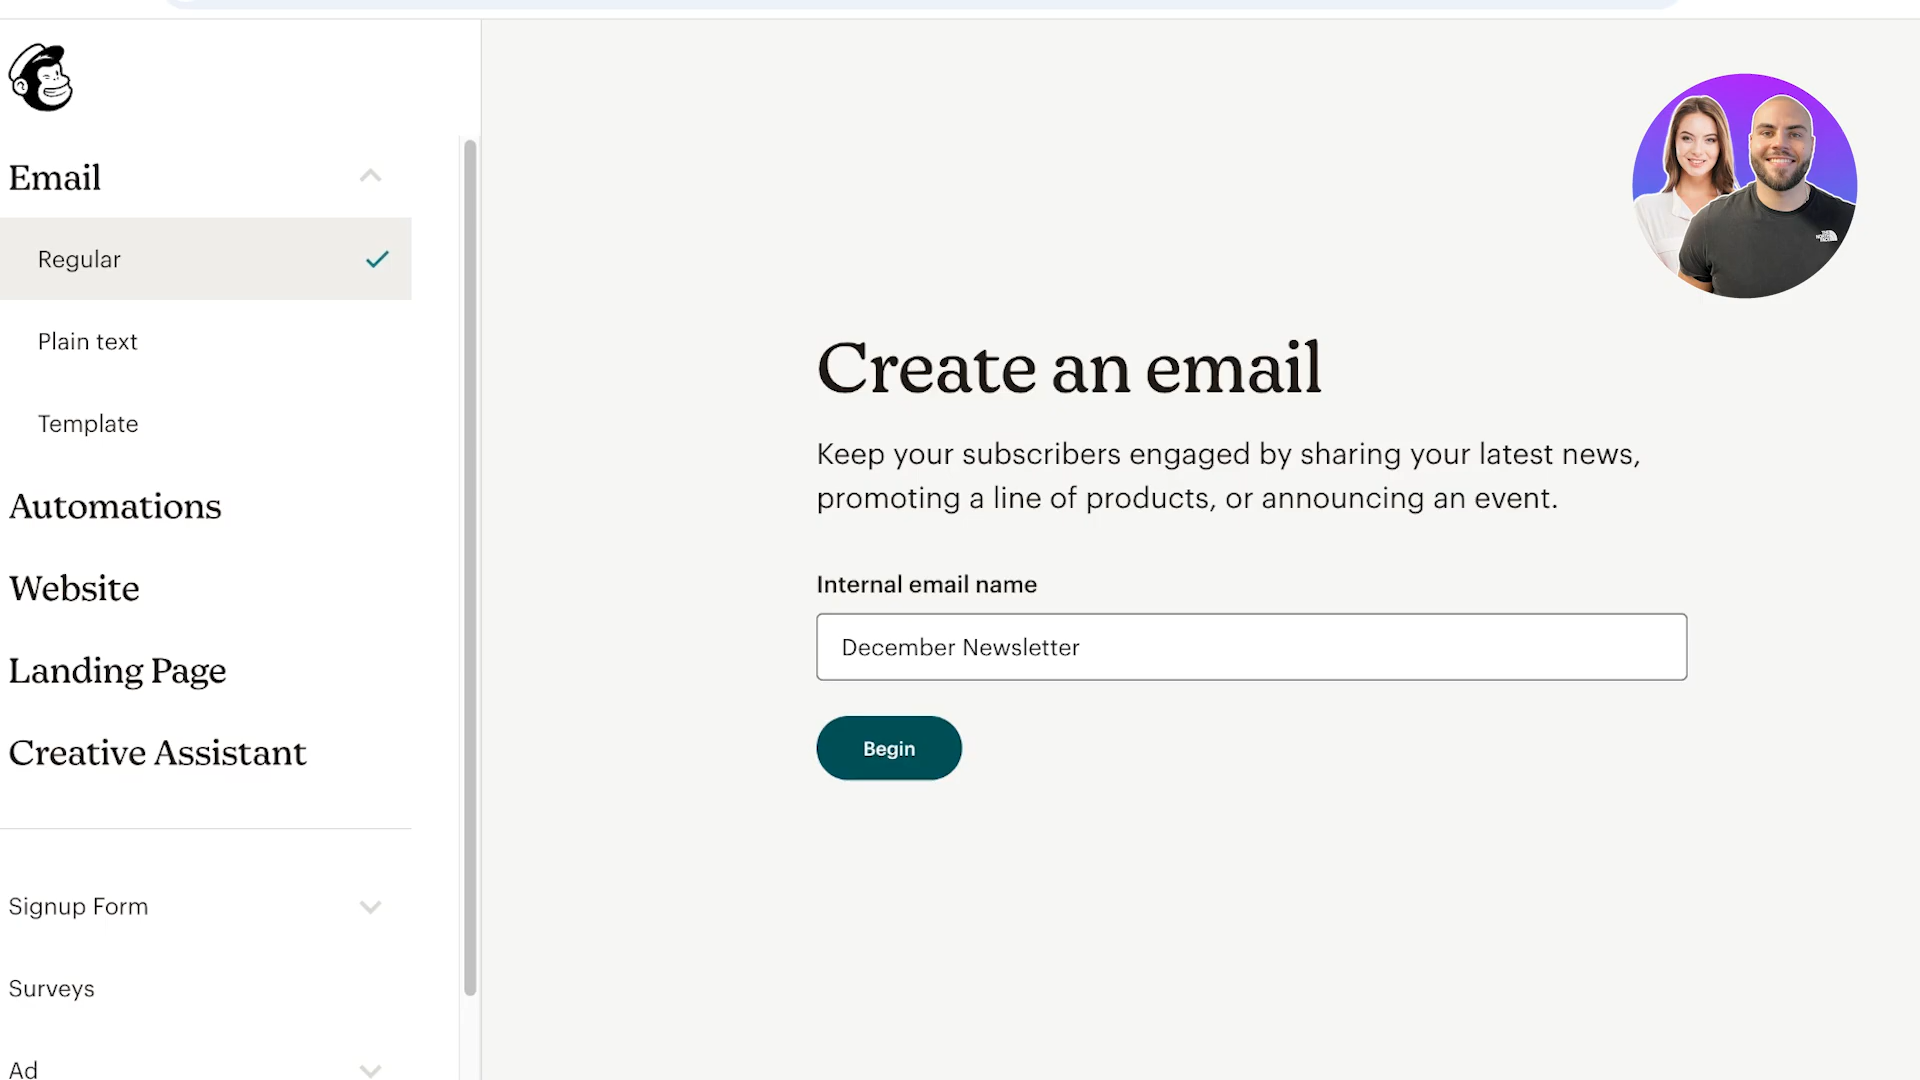 Email
Regular
Plain text
Template
Automations
Website
Landing Page
Creative Assistant
Signup Form
Surveys
Ad
Create an email
Keep your subscribers engaged by sharing your latest news,
promoting a line of products, or announcing an event.
Internal email name
December Newsletter
Begin